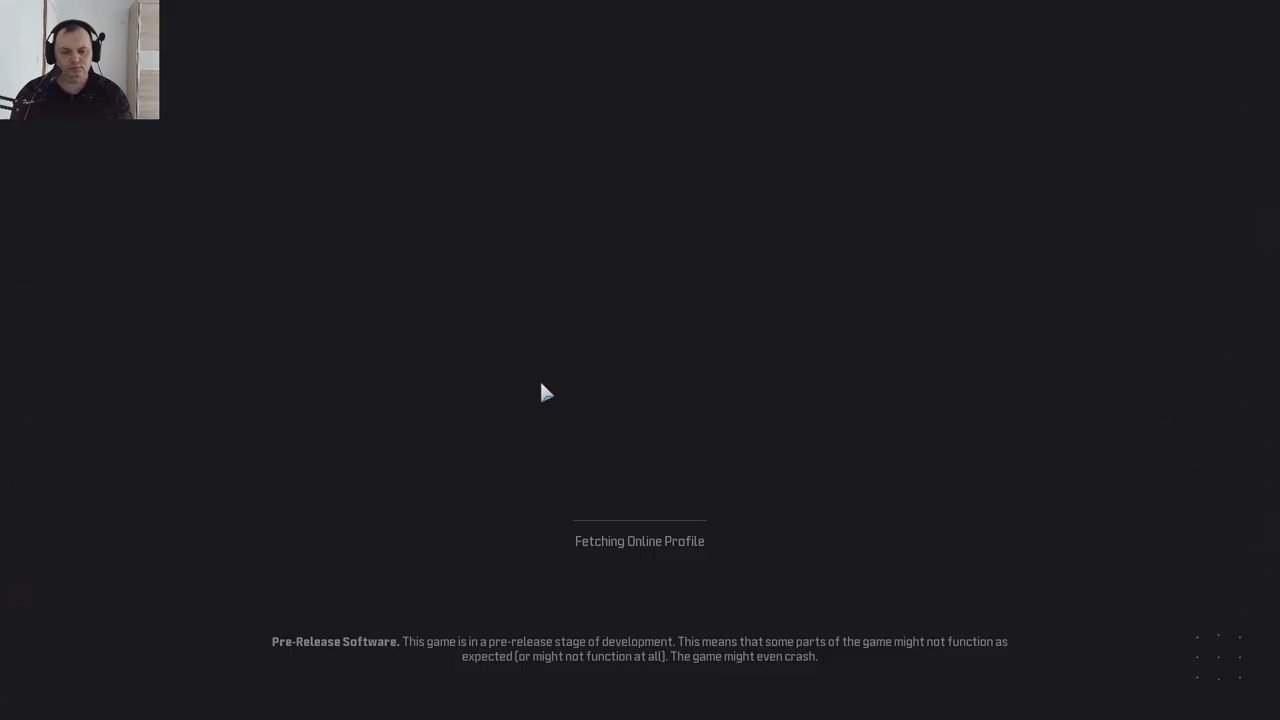 Fetching Online Profile
Pre-Release Software. This game is in a pre-release stage of development. This means that some parts of the game might not function as
expected (or might not function at all). The game might even crash.